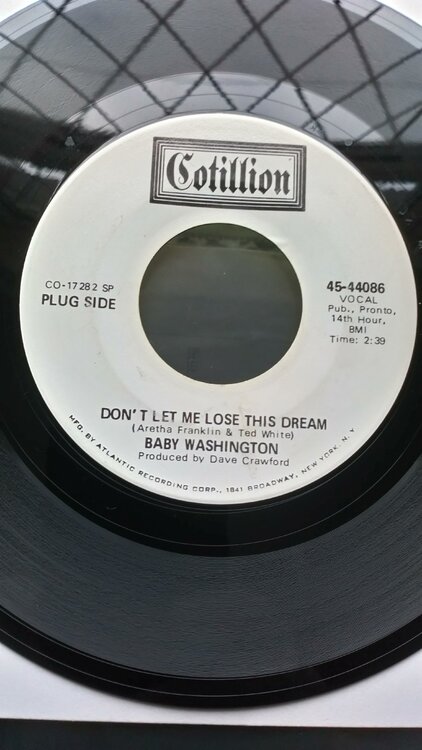 Cotillion
CO-17282 SP
PLUG SIDE
45-44086
VOCAL
Pub., Pronto,
14th Hour,
BMI
Time: 2:39
DON'T LET ME LOSE THIS DREAM
(Aretha Franklin & Ted White)
BABY WASHINGTON
Produced by Dave Crawford
MFG. BY ATLANTIC RECORDING CORP., 1841 BROADWAY, NEW YORK, N.Y.